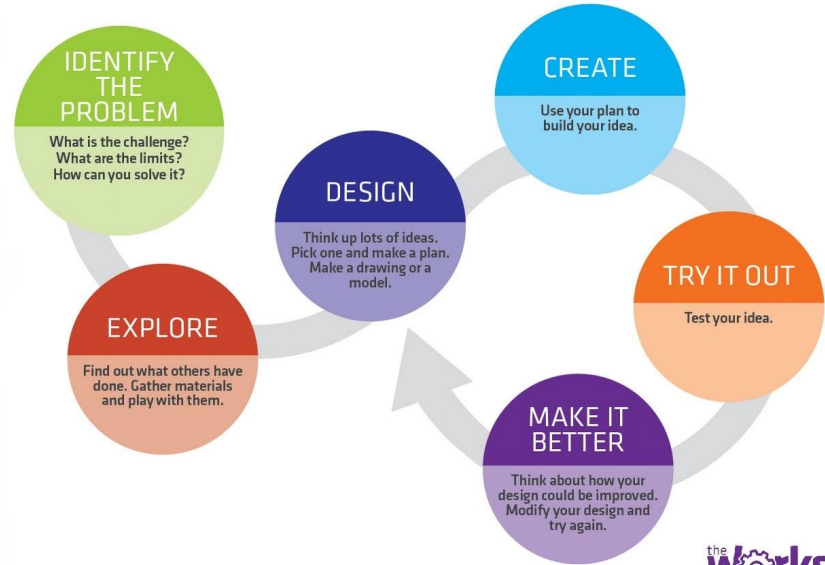 IDENTIFY
THE
PROBLEM
What is the challenge?
What are the limits?
How can you solve it?
EXPLORE
Find out what others have
done. Gather materials
and play with them.
DESIGN
Think up lots of ideas.
Pick one and make a plan.
Make a drawing or a
model.
CREATE
Use your plan to
build your idea.
TRY IT OUT
Test your idea.
MAKE IT
BETTER
Think about how your
design could be improved.
Modify your design and
try again.
the
Works